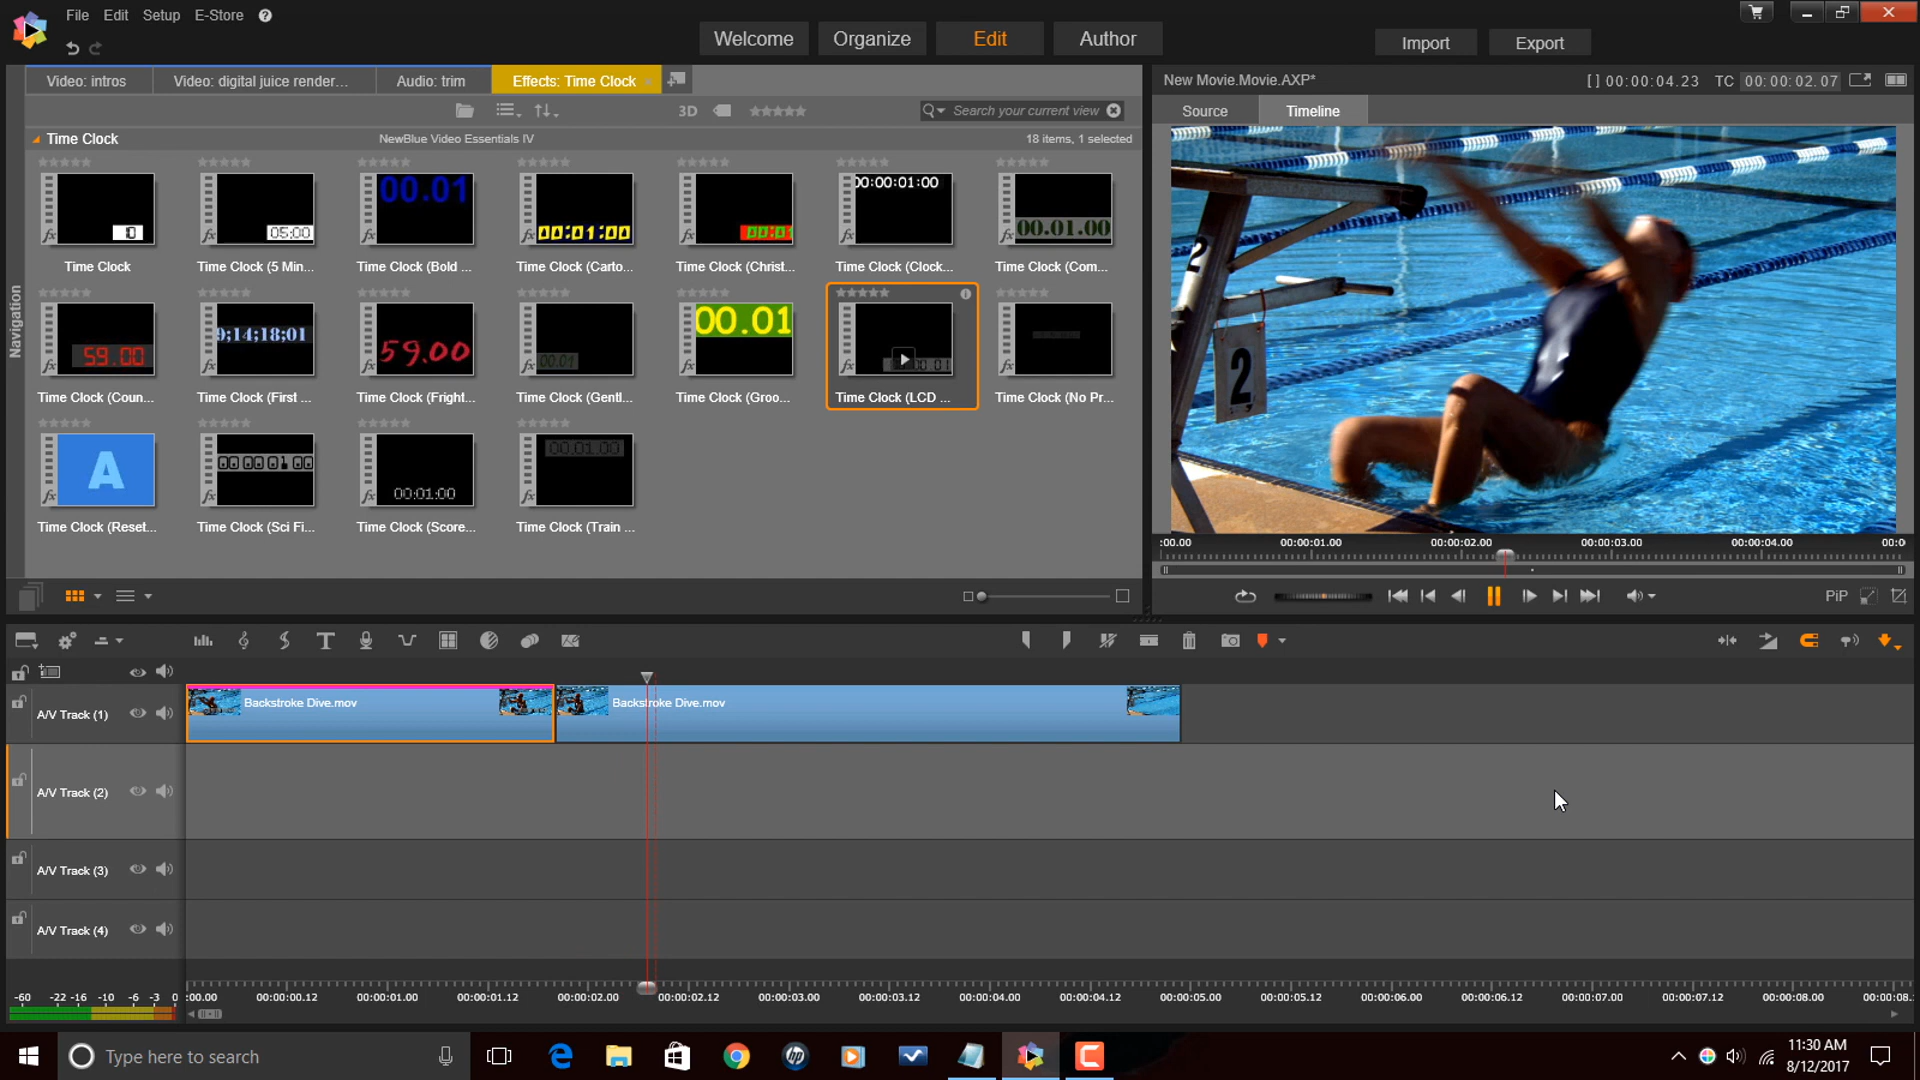 File Edit Setup E-Store ?
Welcome Organize Edit Author
Import Export
Video: intros Video: digital juice render... Audio: trim Effects: Time Clock
New Movie.Movie.AXP* [ ] 00:00:04.23 TC 00:00:02.07
3D Search your current view
Source Timeline
Time Clock NewBlue Video Essentials IV 18 items, 1 selected
Navigation
05:00 00.01 00:01:00 00:00:01:00 00.01.00
Time Clock Time Clock (5 Min... Time Clock (Bold ... Time Clock (Carto... Time Clock (Christ... Time Clock (Clock... Time Clock (Com...
59.00 9;14;18;01 59.00 00.01 00.01
Time Clock (Coun... Time Clock (First ... Time Clock (Fright... Time Clock (Gentl... Time Clock (Groo... Time Clock (LCD ... Time Clock (No Pr...
A 00:01:00 00:01:00
Time Clock (Reset... Time Clock (Sci Fi... Time Clock (Score... Time Clock (Train ...
2
2
:00.00 00:00:01.00 00:00:02.00 00:00:03.00 00:00:04.00 00:0
PiP
A/V Track (1) Backstroke Dive.mov Backstroke Dive.mov
A/V Track (2)
A/V Track (3)
A/V Track (4)
-60 -22 -16 -10 -6 -3 0 :00.00 00:00:00.12 00:00:01.00 00:00:01.12 00:00:02.00 00:00:02.12 00:00:03.00 00:00:03.12 00:00:04.00 00:00:04.12 00:00:05.00 00:00:05.12 00:00:06.00 00:00:06.12 00:00:07.00 00:00:07.12 00:00:08.00 00:00:08.
Type here to search hp 11:30 AM
8/12/2017